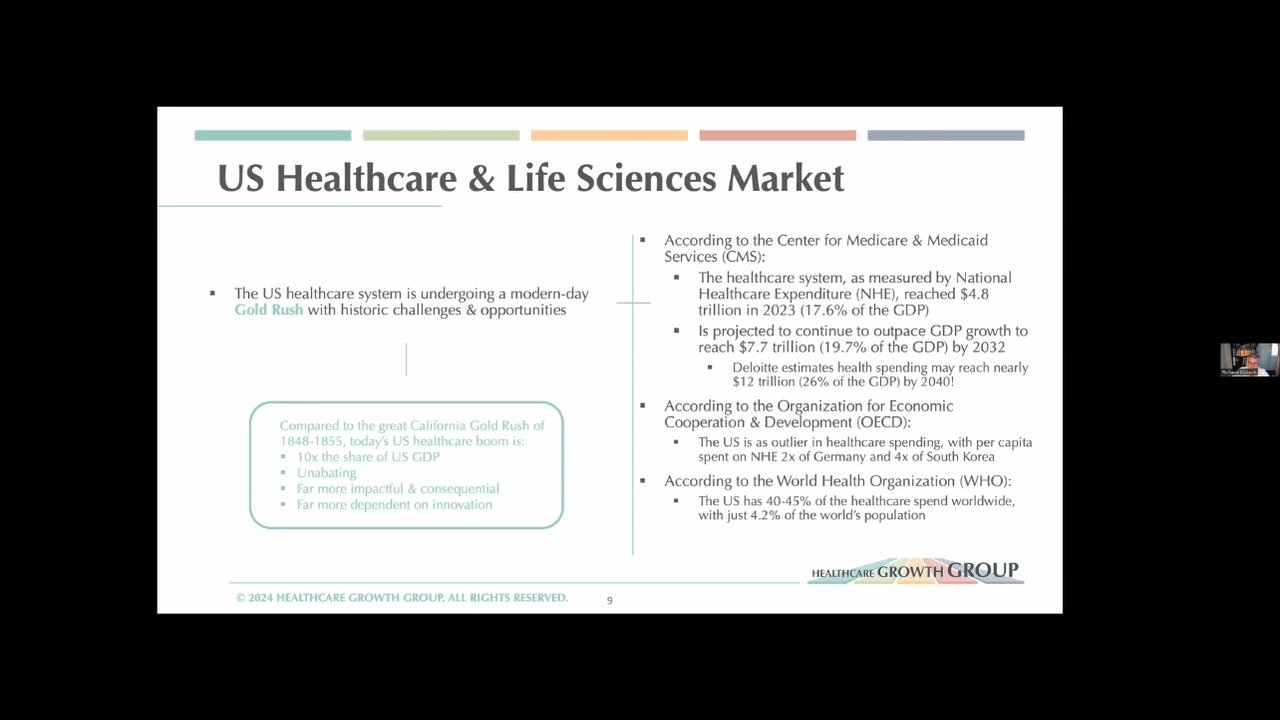 US Healthcare & Life Sciences Market
▪ The US healthcare system is undergoing a modern-day
Gold Rush with historic challenges & opportunities
Compared to the great California Gold Rush of
1848-1855, today's US healthcare boom is:
▪ 10x the share of US GDP
▪ Unabating
▪ Far more impactful & consequential
▪ Far more dependent on innovation
▪ According to the Center for Medicare & Medicaid
Services (CMS):
▪ The healthcare system, as measured by National
Healthcare Expenditure (NHE), reached $4.8
trillion in 2023 (17.6% of the GDP)
▪ Is projected to continue to outpace GDP growth to
reach $7.7 trillion (19.7% of the GDP) by 2032
▪ Deloitte estimates health spending may reach nearly
$12 trillion (26% of the GDP) by 2040!
▪ According to the Organization for Economic
Cooperation & Development (OECD):
▪ The US is as outlier in healthcare spending, with per capita
spent on NHE 2x of Germany and 4x of South Korea
▪ According to the World Health Organization (WHO):
▪ The US has 40-45% of the healthcare spend worldwide,
with just 4.2% of the world's population
HEALTHCARE GROWTH GROUP
© 2024 HEALTHCARE GROWTH GROUP. ALL RIGHTS RESERVED.
9
Richard